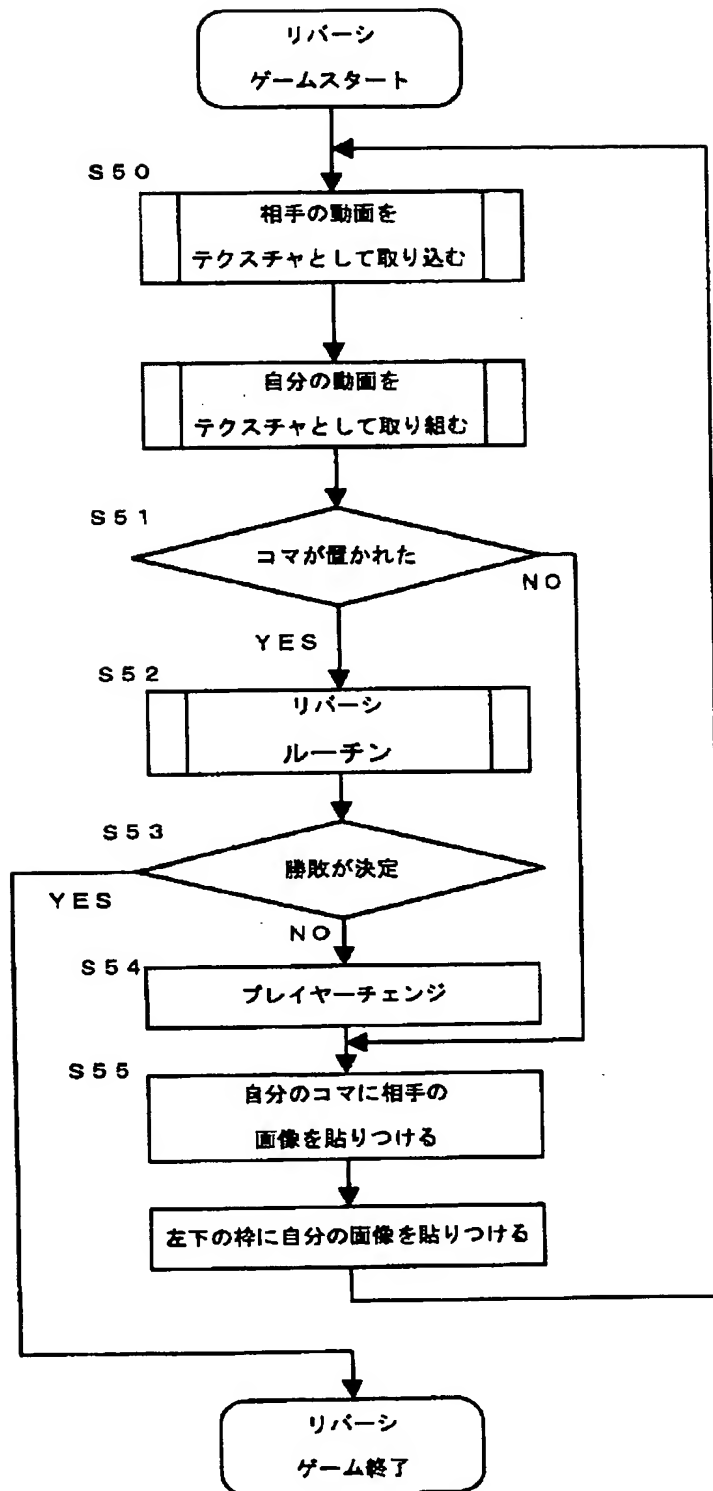 リバーシ
ゲームスタート
S50
相手の動画を
テクスチャとして取り込む
自分の動画を
テクスチャとして取り組む
S51
コマが置かれた
NO
YES
S52
リバーシ
ルーチン
S53
勝敗が決定
YES
NO
S54
プレイヤーチェンジ
S55
自分のコマに相手の
画像を貼りつける
左下の枠に自分の画像を貼りつける
リバーシ
ゲーム終了